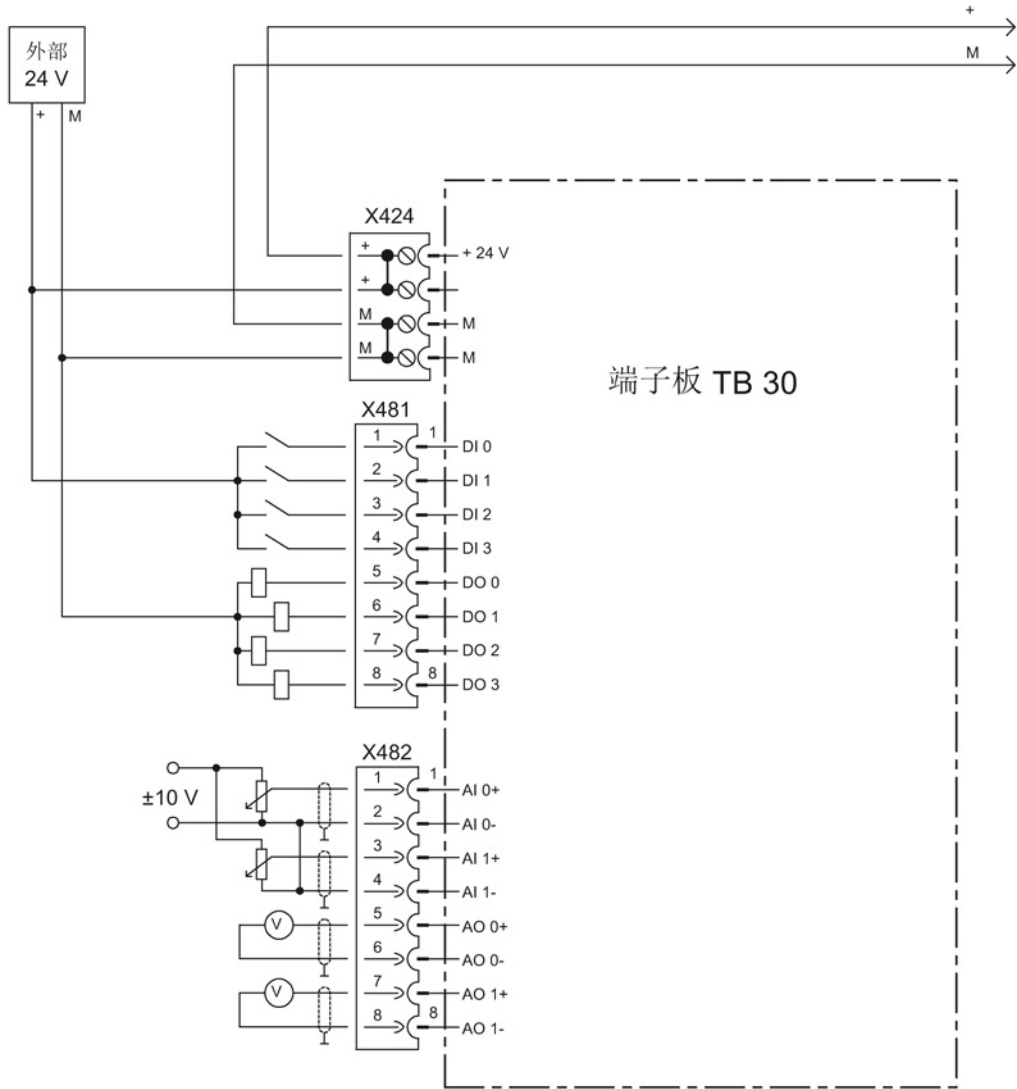 +
M
外部
24 V
+ M
X424
+ + 24 V
+
M M
M M
端子板 TB 30
X481
1 1 DI 0
2 DI 1
3 DI 2
4 DI 3
5 DO 0
6 DO 1
7 DO 2
8 8 DO 3
X482
1 1 AI 0+
±10 V
2 AI 0-
3 AI 1+
4 AI 1-
V 5 AO 0+
6 AO 0-
V 7 AO 1+
8 8 AO 1-